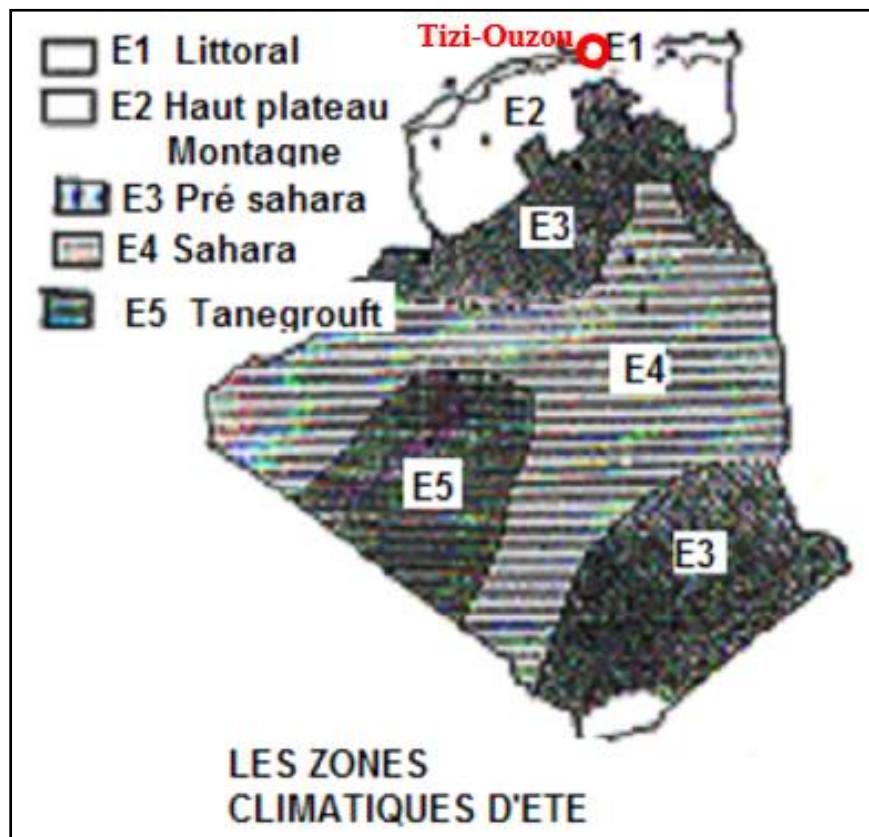 Tizi-Ouzou
E1
E1 Littoral
E2 Haut plateau
Montagne
E3 Pré sahara
E4 Sahara
E5 Tanegrouft
E2
E3
E4
E5
E3
LES ZONES
CLIMATIQUES D'ETE